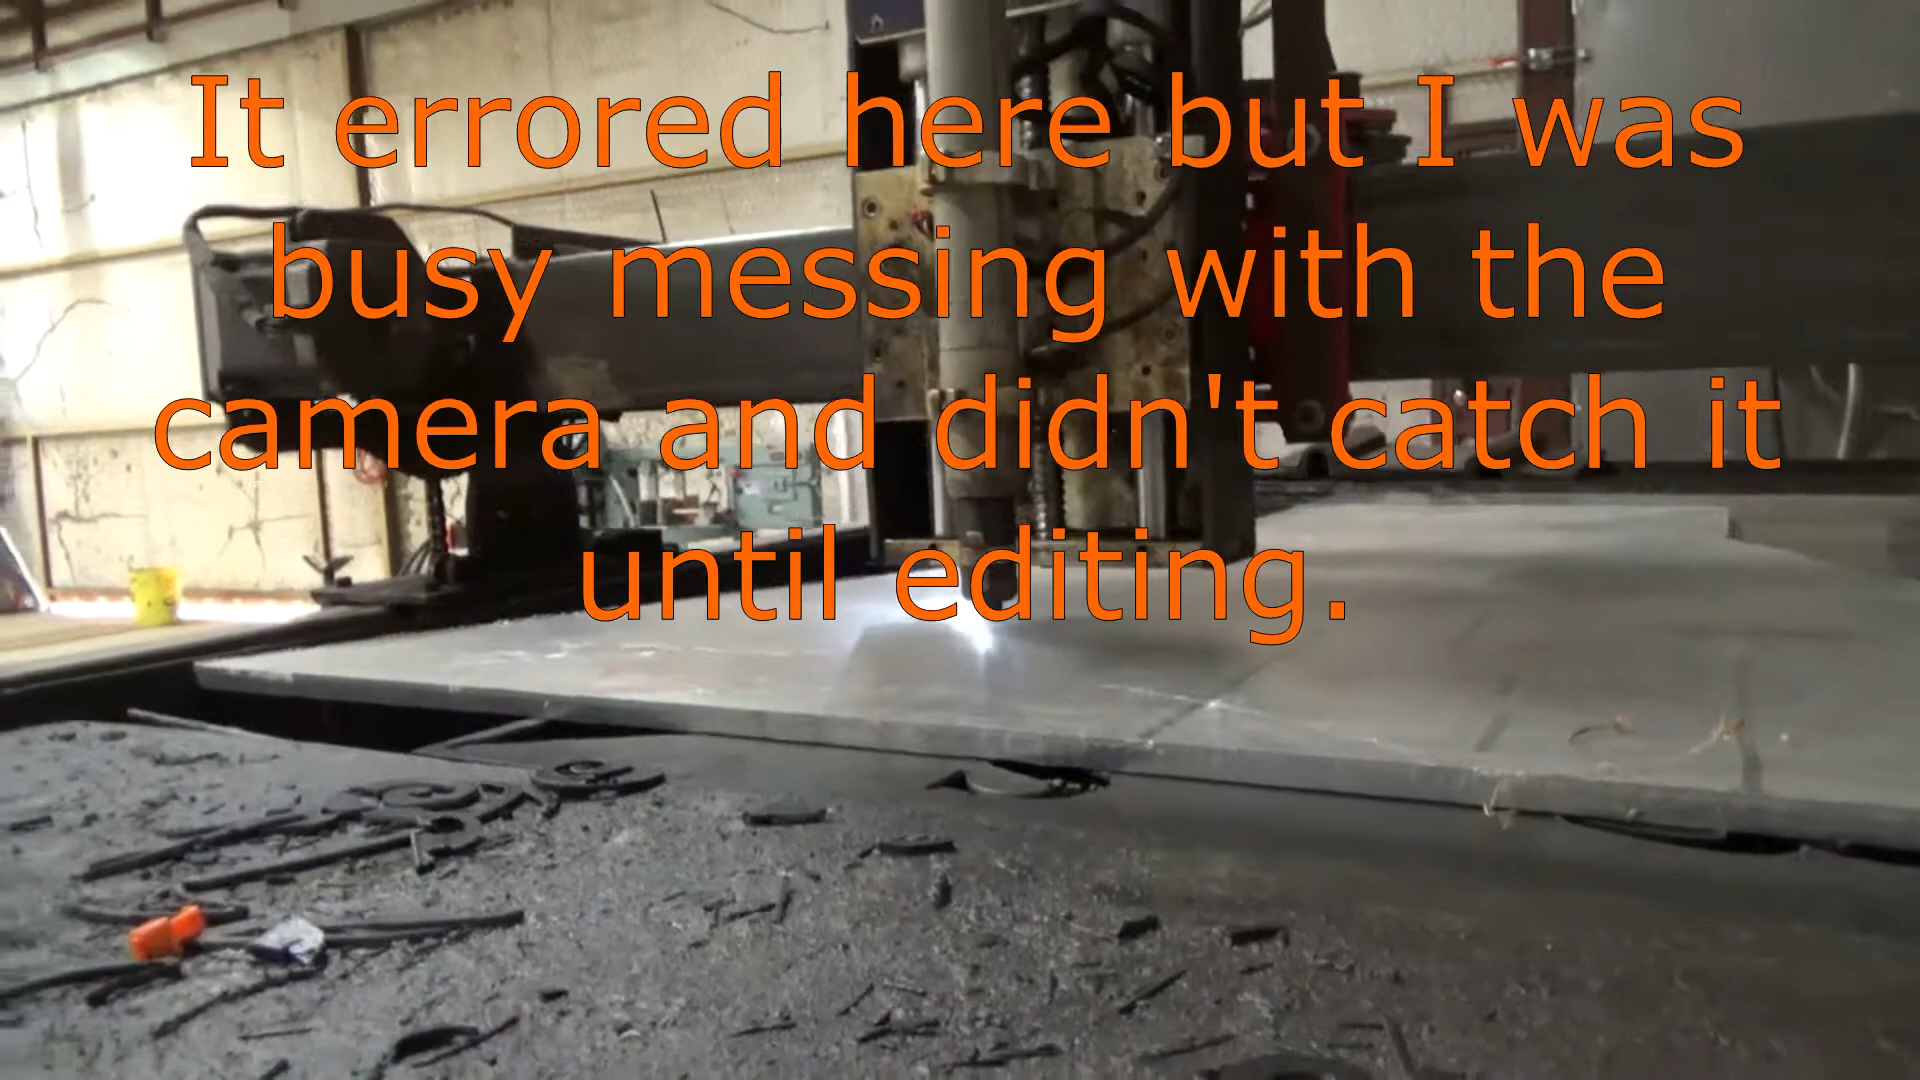 It errored here but I was
busy messing with the
camera and didn't catch it
until editing.